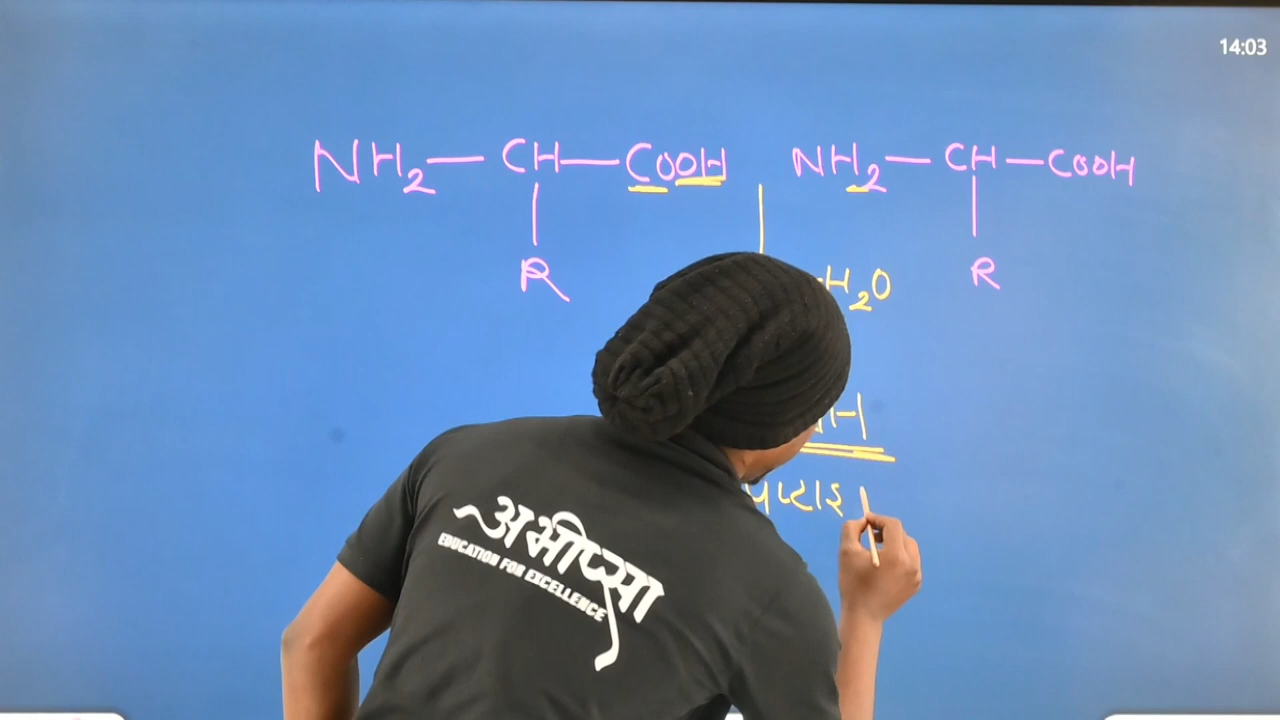 14:03
NH₂ — CH — COOH NH₂ — CH — COOH
R R
H₂O
अभीप्सा
EDUCATION FOR EXCELLENCE